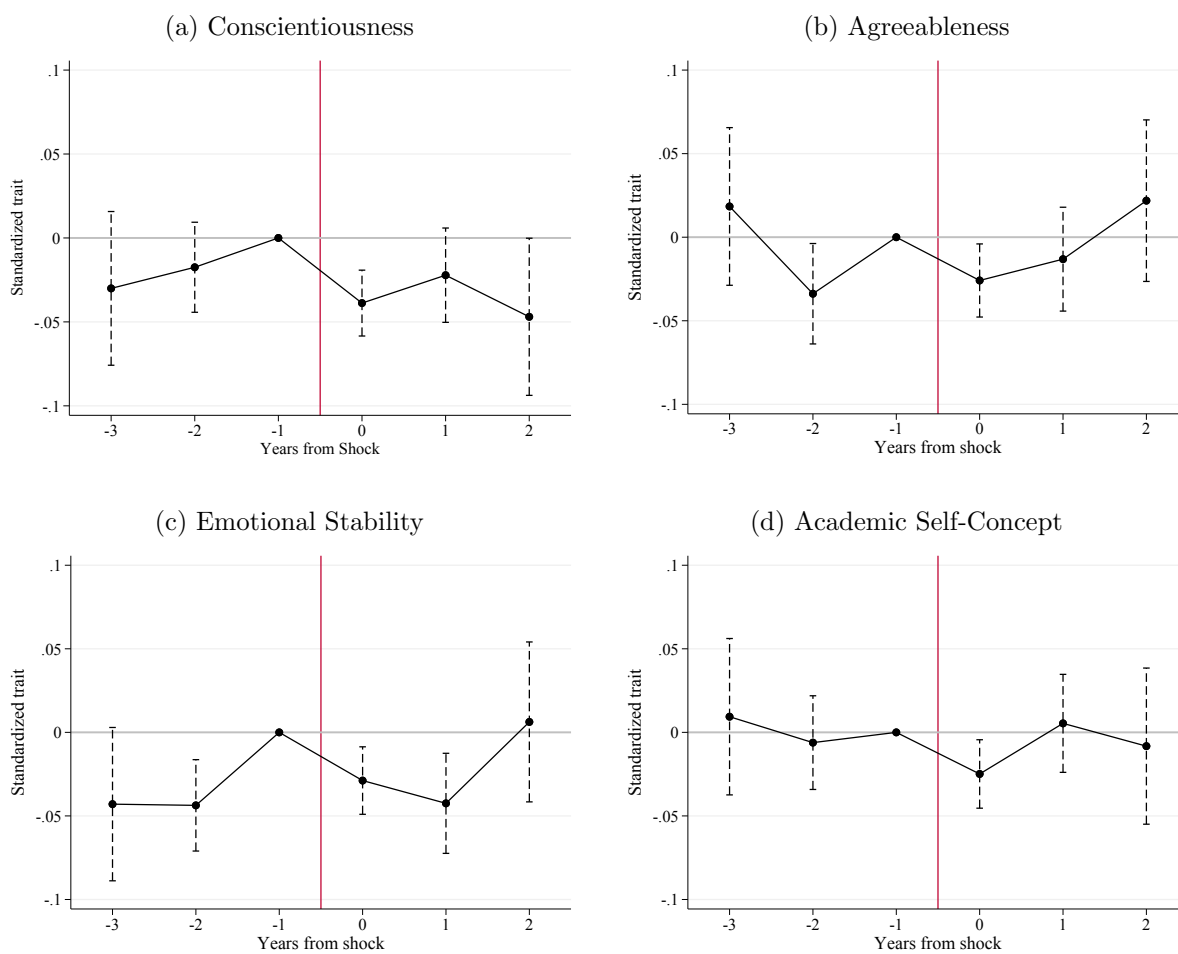 (a) Conscientiousness
.1
.05
0
-.05
-.1
Standardized trait
-3 -2 -1 0 1 2
Years from Shock
(b) Agreeableness
.1
.05
0
-.05
-.1
Standardized trait
-3 -2 -1 0 1 2
Years from shock
(c) Emotional Stability
.1
.05
0
-.05
-.1
Standardized trait
-3 -2 -1 0 1 2
Years from shock
(d) Academic Self-Concept
.1
.05
0
-.05
-.1
Standardized trait
-3 -2 -1 0 1 2
Years from shock